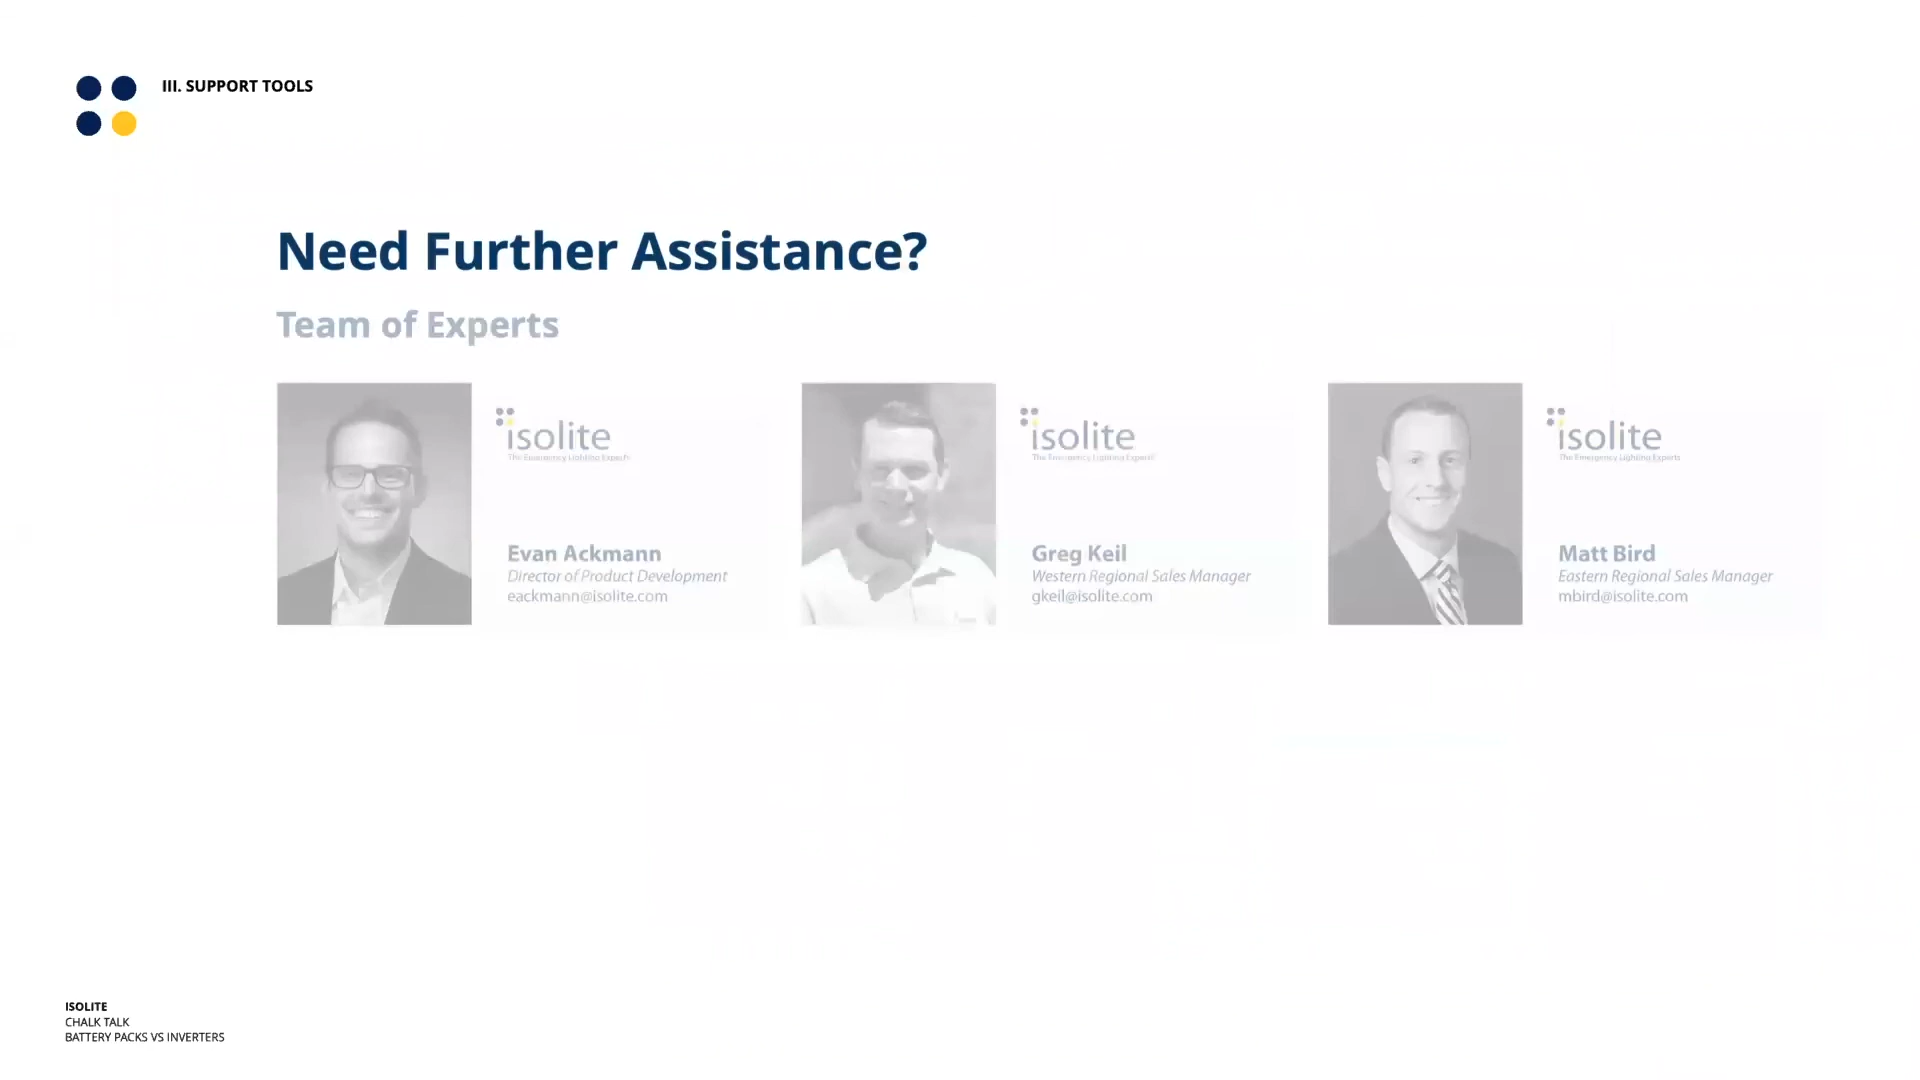 III. SUPPORT TOOLS
Need Further Assistance?
Team of Experts
isolite
The Emergency Lighting Experts
Evan Ackmann
Director of Product Development
eackmann@isolite.com
isolite
The Emergency Lighting Experts
Greg Keil
Western Regional Sales Manager
gkeil@isolite.com
isolite
The Emergency Lighting Experts
Matt Bird
Eastern Regional Sales Manager
mbird@isolite.com
ISOLITE
CHALK TALK
BATTERY PACKS VS INVERTERS